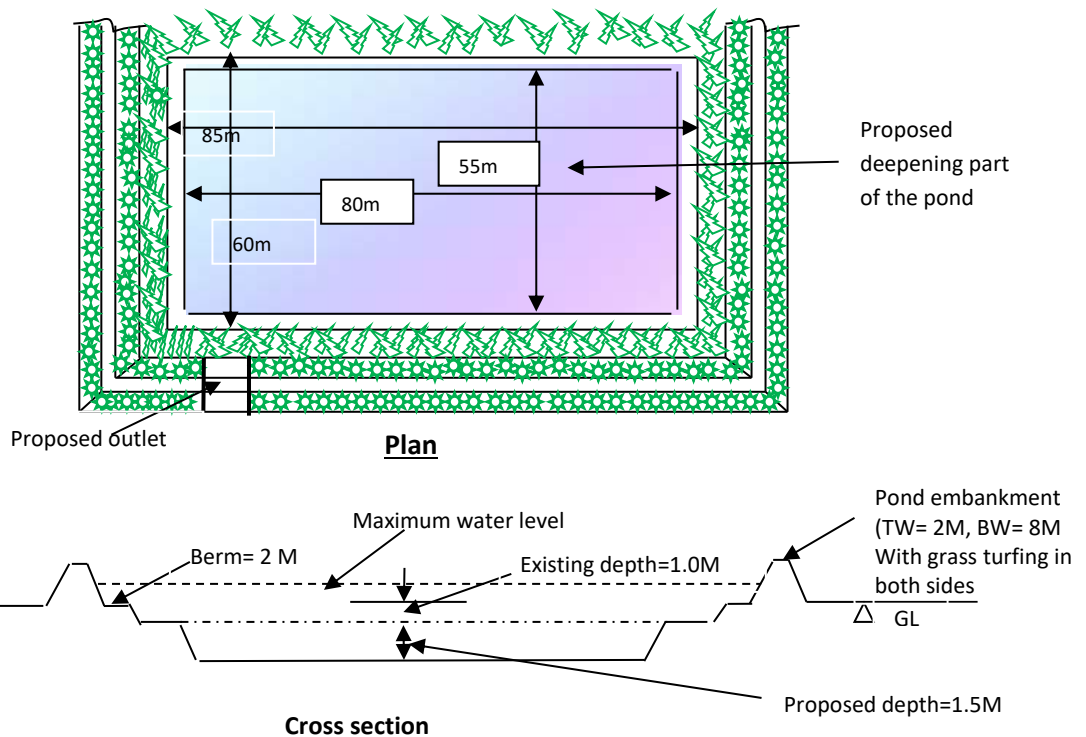 85m
55m
80m
60m
Proposed
deepening part
of the pond
Proposed outlet
Plan
Maximum water level
Berm= 2 M
Existing depth=1.0M
Pond embankment
(TW= 2M, BW= 8M
With grass turfing in
both sides
GL
Proposed depth=1.5M
Cross section